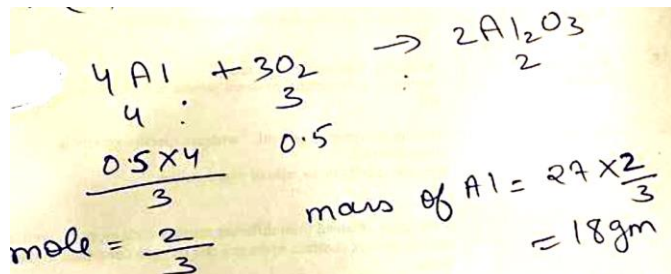 4Al + 3O2 → 2Al2O3
4 : 3 : 2
0.5×4 0.5
3
mass of Al = 27 × 2/3
mole = 2/3
= 18gm